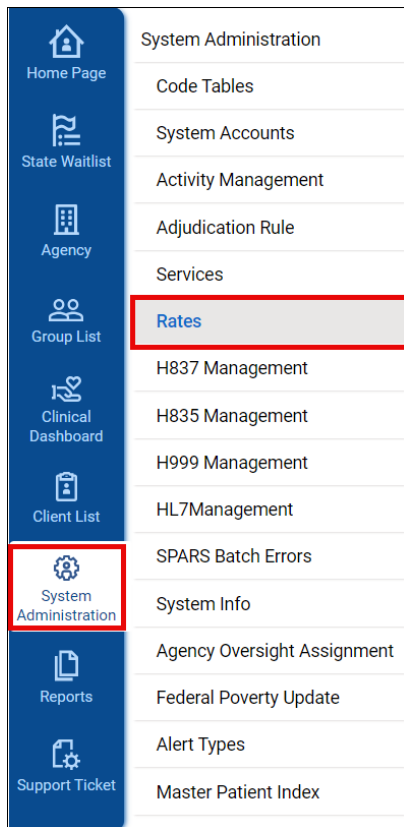 Home Page
State Waitlist
Agency
Group List
Clinical
Dashboard
Client List
System
Administration
Reports
Support Ticket
System Administration
Code Tables
System Accounts
Activity Management
Adjudication Rule
Services
Rates
H837 Management
H835 Management
H999 Management
HL7Management
SPARS Batch Errors
System Info
Agency Oversight Assignment
Federal Poverty Update
Alert Types
Master Patient Index